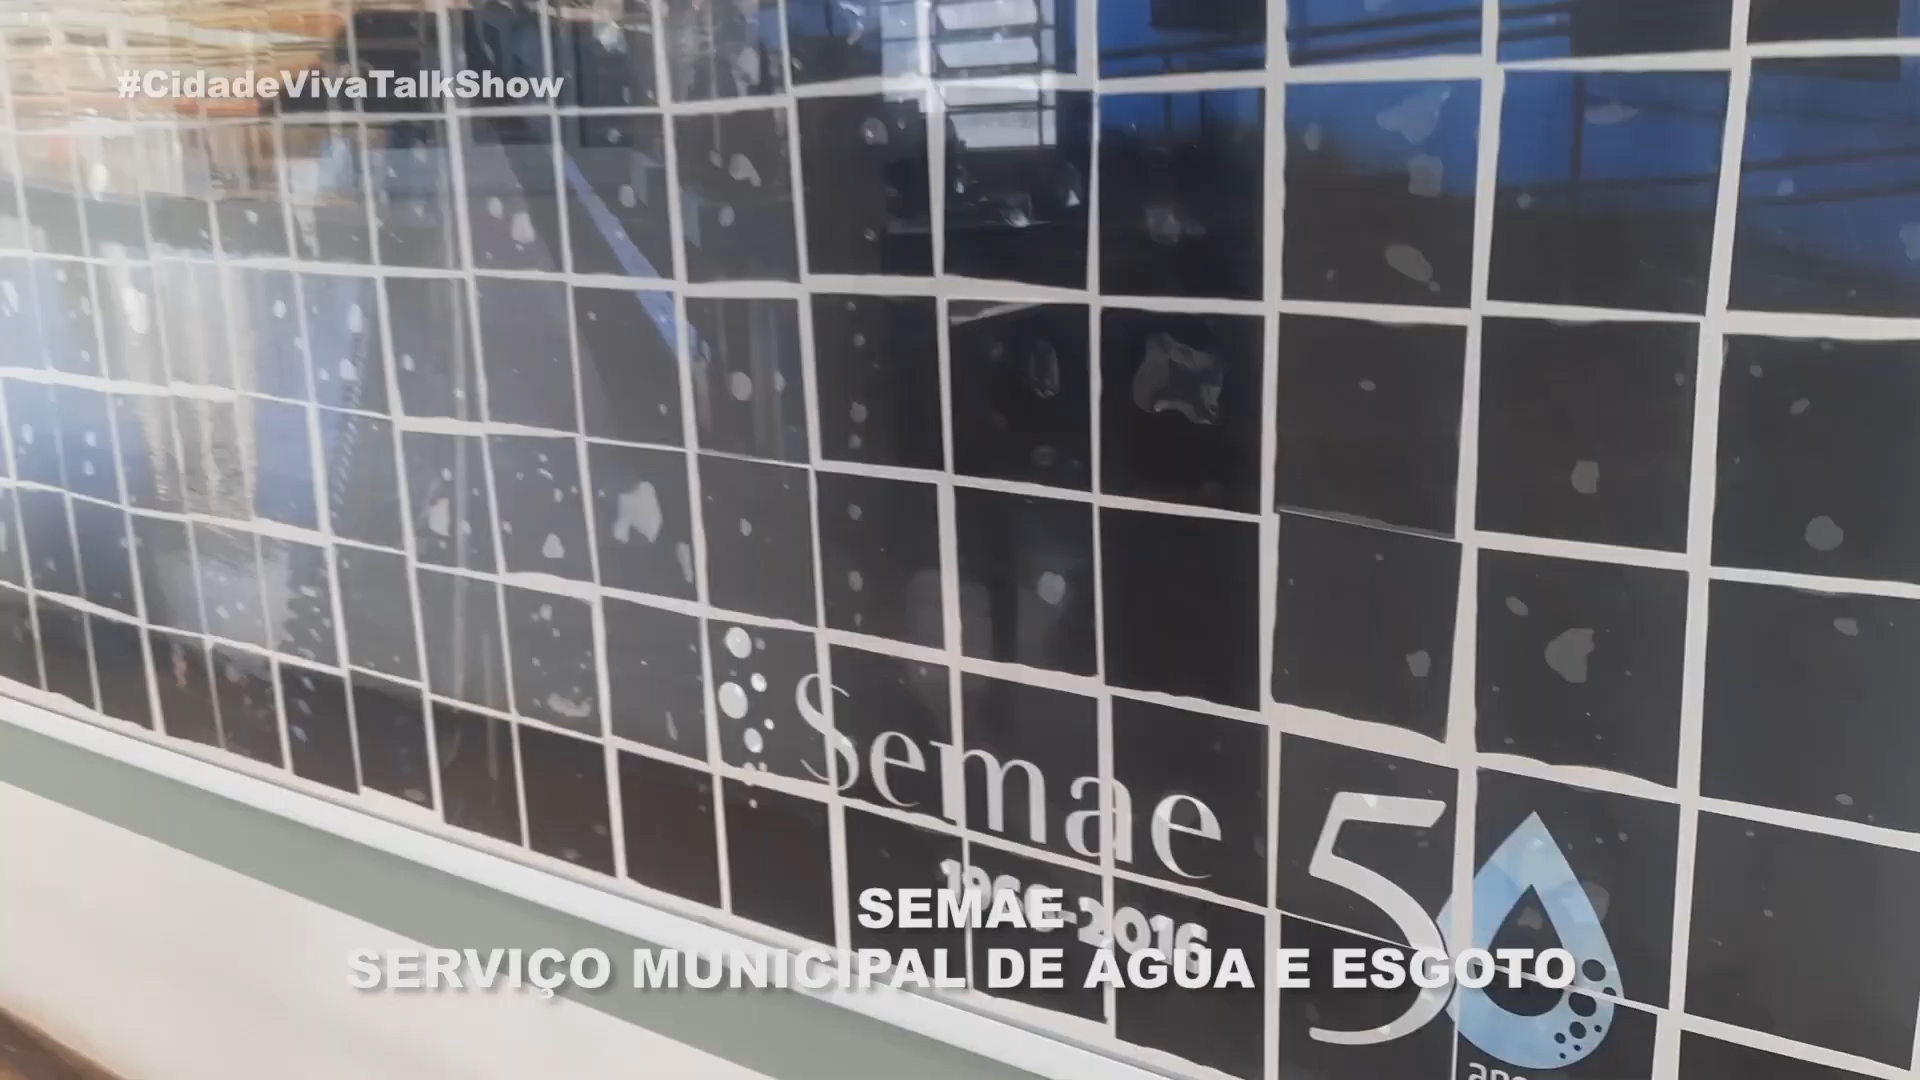 #CidadeVivaTalkShow
Semae 50
SEMAE
SERVIÇO MUNICIPAL DE ÁGUA E ESGOTO